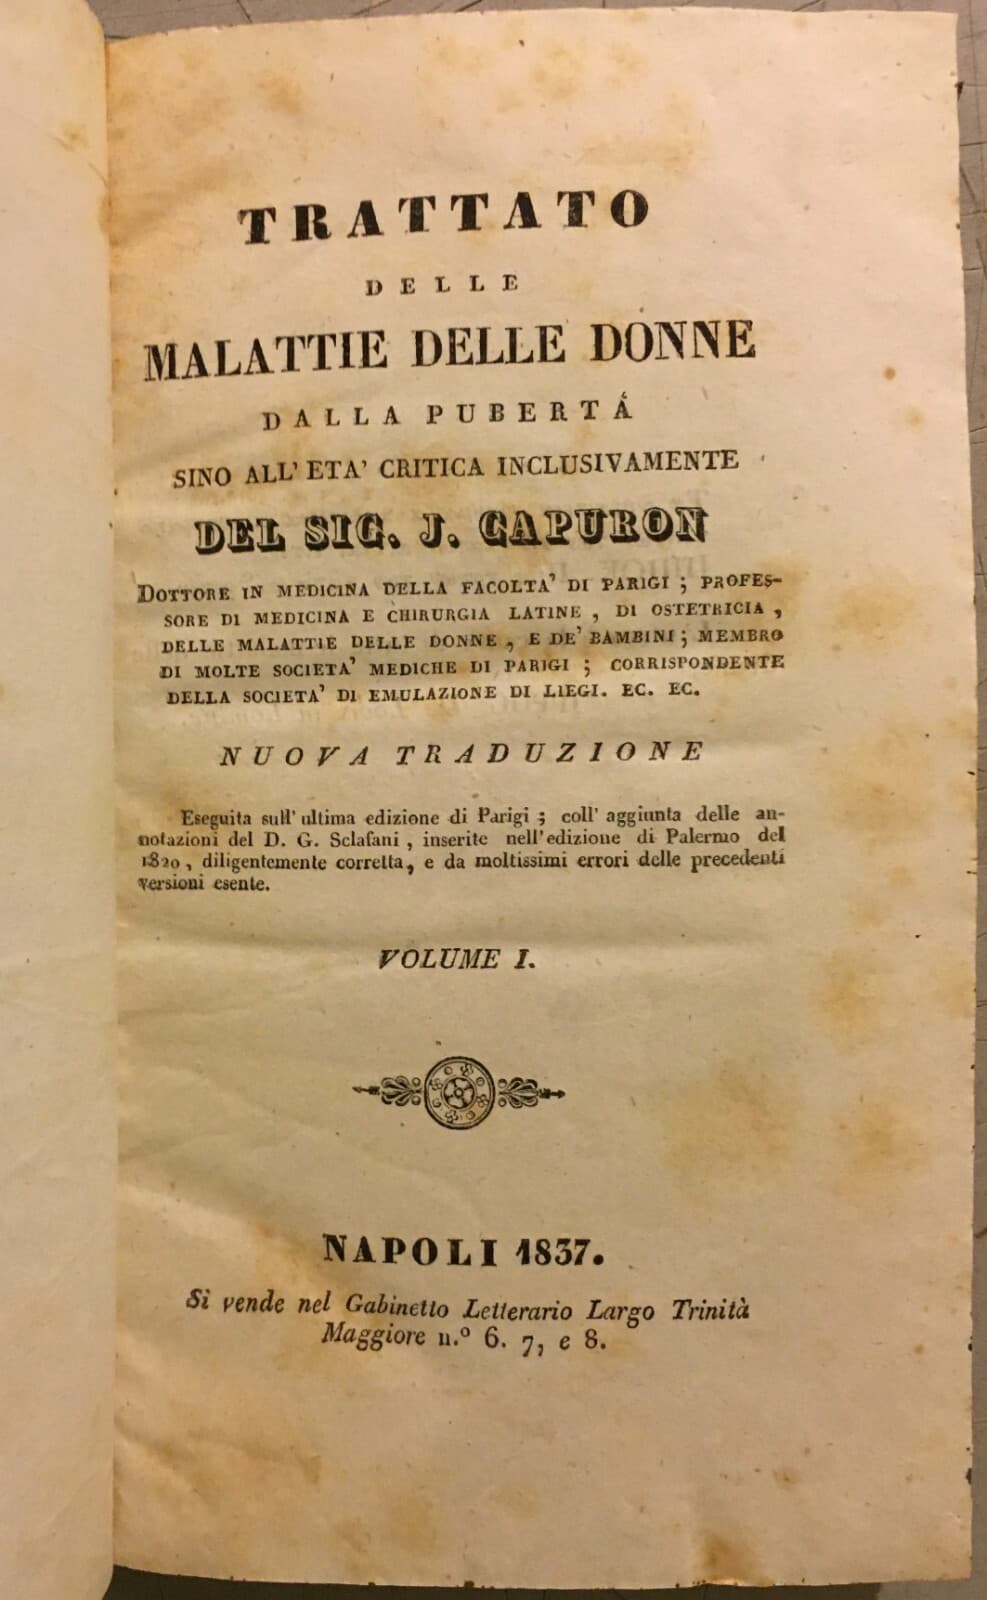 TRATTATO
DELLE
MALATTIE DELLE DONNE
DALLA PUBERTÁ
SINO ALL' ETA' CRITICA INCLUSIVAMENTE
DEL SIG. J. CAPURON
DOTTORE IN MEDICINA DELLA FACOLTA' DI PARIGI ; PROFES-
SORE DI MEDICINA E CHIRURGIA LATINE , DI OSTETRICIA ,
DELLE MALATTIE DELLE DONNE , E DE' BAMBINI ; MEMBRO
DI MOLTE SOCIETA' MEDICHE DI PARIGI ; CORRISPONDENTE
DELLA SOCIETA' DI EMULAZIONE DI LIEGI. EC. EC.
NUOVA TRADUZIONE
Eseguita sull' ultima edizione di Parigi ; coll' aggiunta delle an-
notazioni del D. G. Sclafani , inserite nell' edizione di Palermo del
1820 , diligentemente corretta, e da moltissimi errori delle precedenti
versioni esente.
VOLUME I.
NAPOLI 1837.
Si vende nel Gabinetto Letterario Largo Trinità
Maggiore n.º 6. 7, e 8.